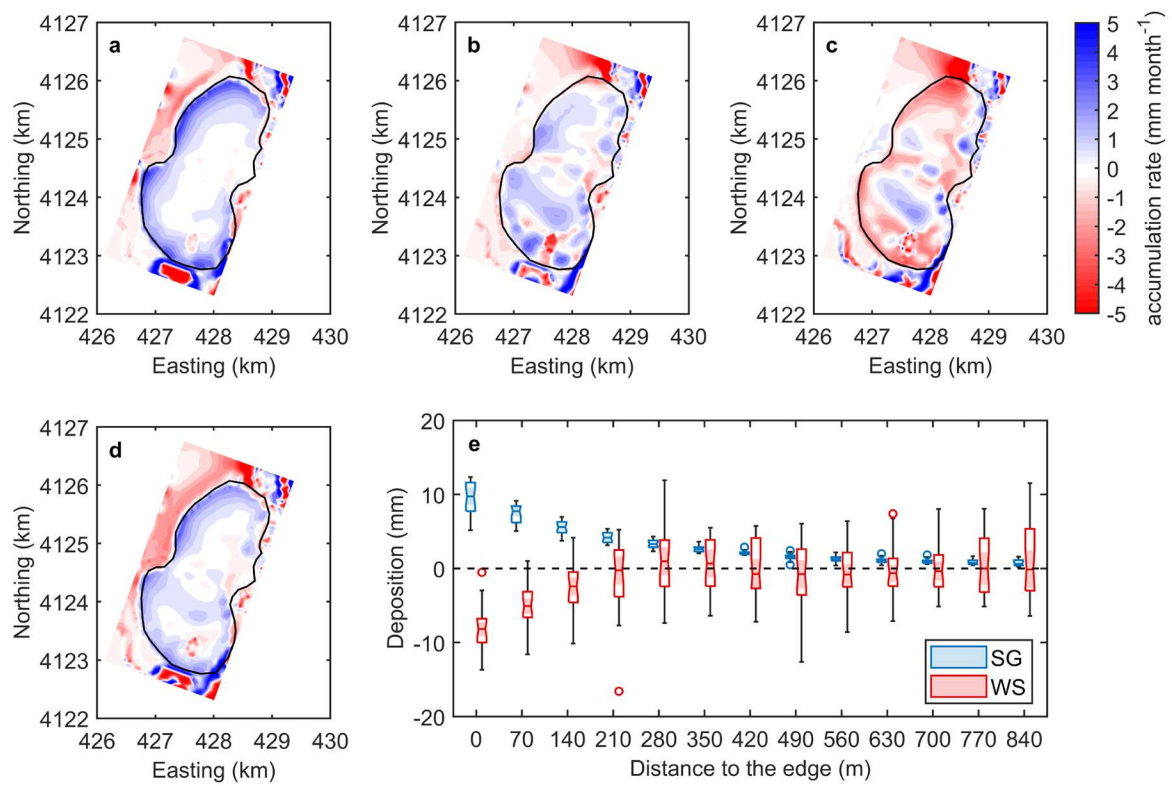 a
4127
4126
4125
4124
4123
4122
426 427 428 429 430
Northing (km)
Easting (km)
b
4127
4126
4125
4124
4123
4122
426 427 428 429 430
Northing (km)
Easting (km)
c
4127
4126
4125
4124
4123
4122
426 427 428 429 430
Northing (km)
Easting (km)
5
4
3
2
1
0
-1
-2
-3
-4
-5
accumulation rate (mm month-1)
d
4127
4126
4125
4124
4123
4122
426 427 428 429 430
Northing (km)
Easting (km)
e
20
10
0
-10
-20
Deposition (mm)
SG
WS
0 70 140 210 280 350 420 490 560 630 700 770 840
Distance to the edge (m)